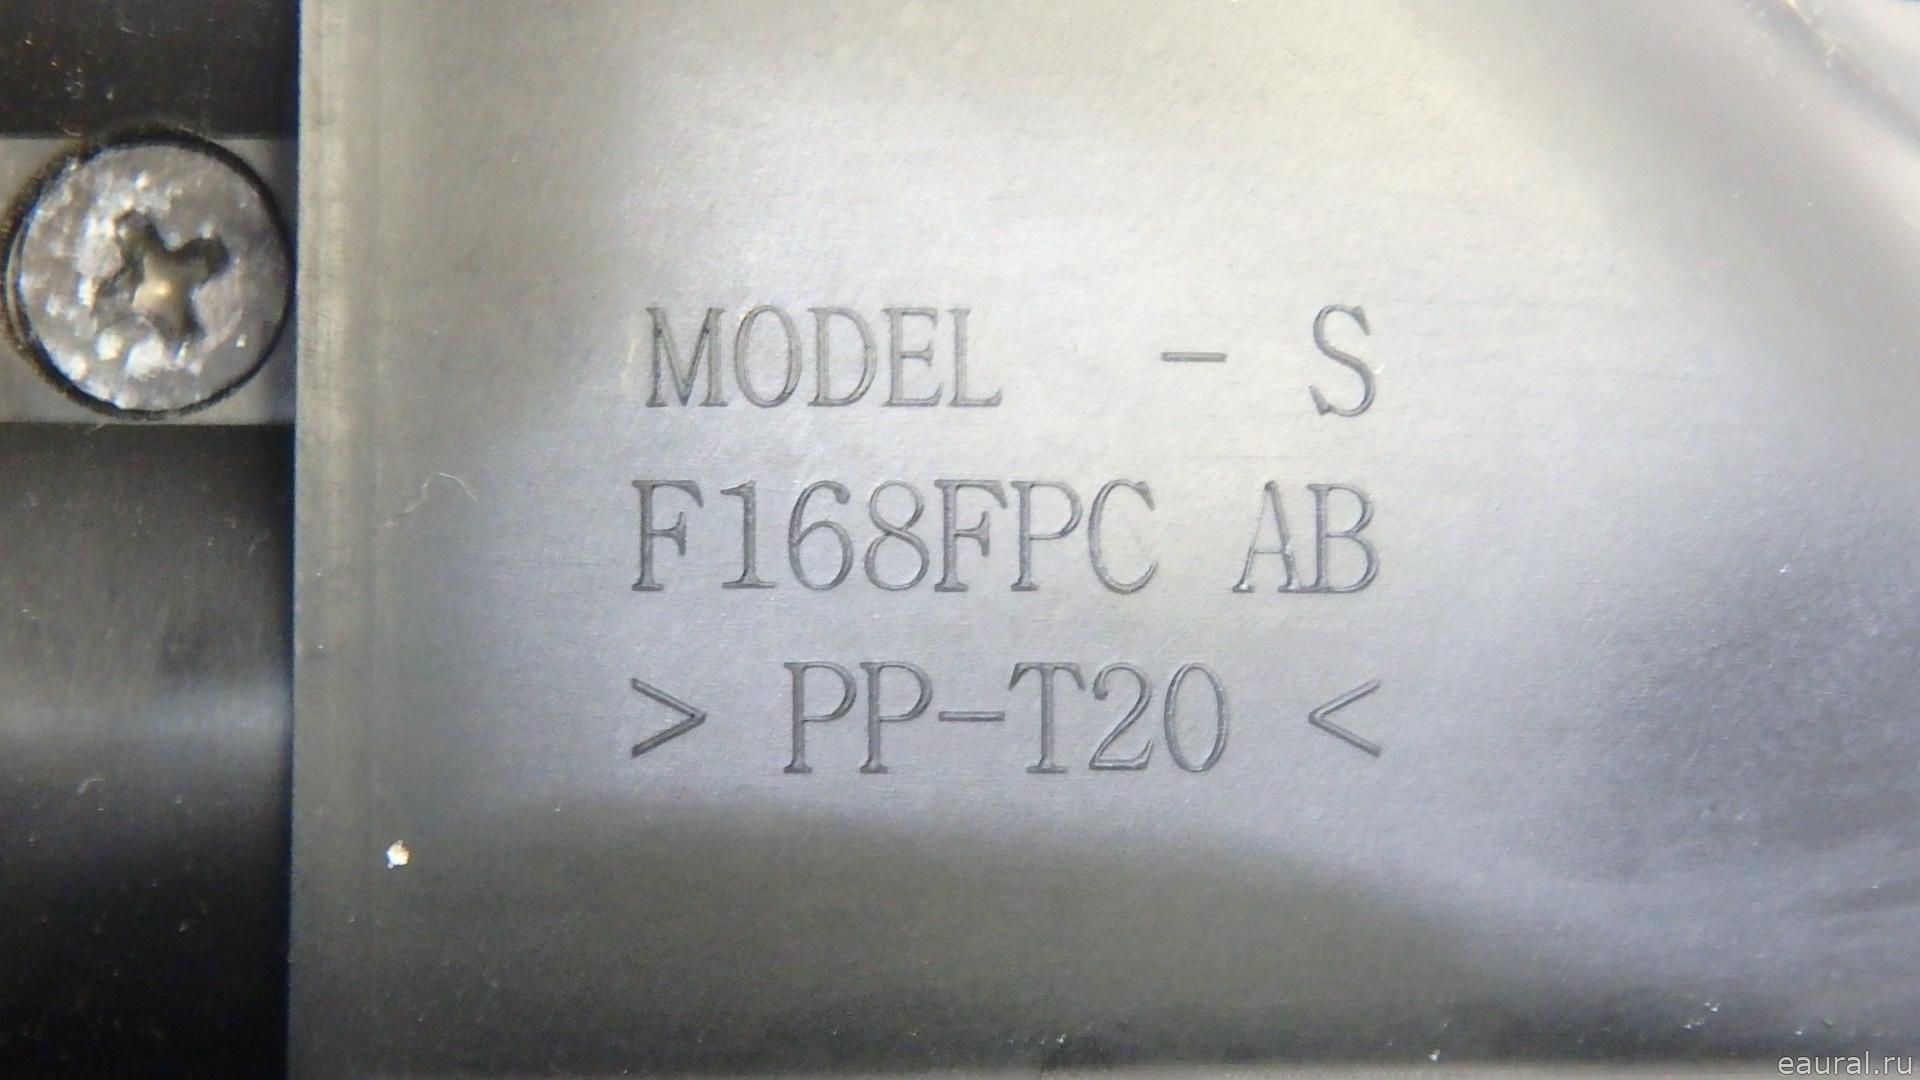 MODEL - S
F168FPC AB
> PP-T20 <
eaural.ru